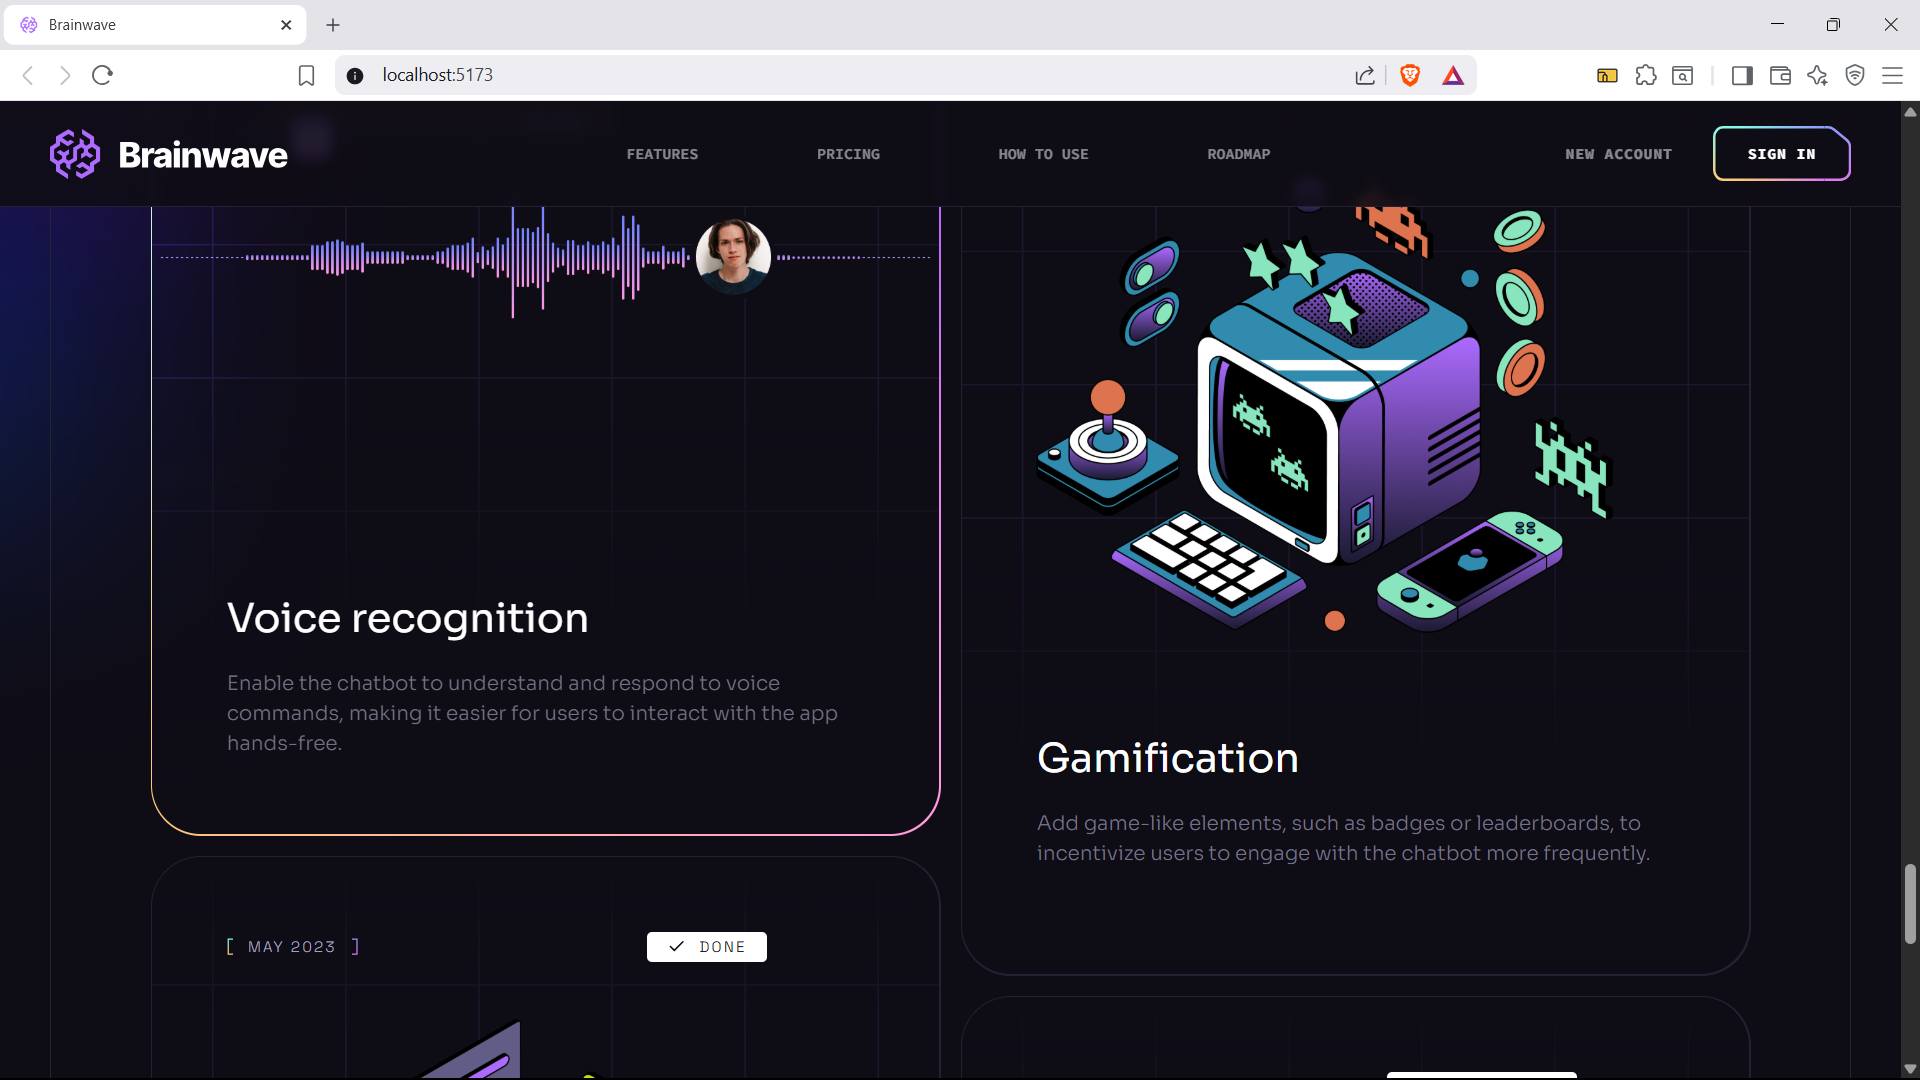 Brainwave
localhost:5173
Brainwave
FEATURES
PRICING
HOW TO USE
ROADMAP
NEW ACCOUNT
SIGN IN
Voice recognition
Enable the chatbot to understand and respond to voice
commands, making it easier for users to interact with the app
hands-free.
Gamification
Add game-like elements, such as badges or leaderboards, to
incentivize users to engage with the chatbot more frequently.
[ MAY 2023 ]
DONE